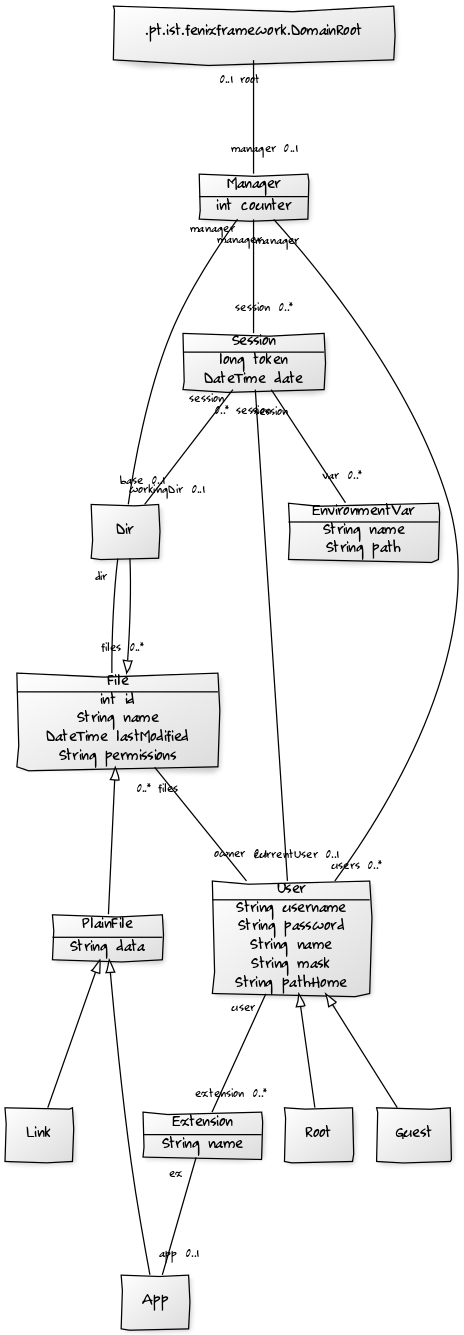 .pt.ist.fenixframework.DomainRoot
0..1 root
manager 0..1
Manager
int counter
manager
manager
manager
session 0..*
Session
long token
DateTime date
session
0..* session
session
base 0..1
workingDir 0..1
var 0..*
Dir
EnvironmentVar
String name
String path
dir
files 0..*
File
int id
String name
DateTime lastModified
String permissions
0..* files
owner
currentUser 0..1
users 0..*
PlainFile
String data
User
String username
String password
String name
String mask
String pathHome
user
extension 0..*
Link
Extension
String name
Root
Guest
ex
app 0..1
App